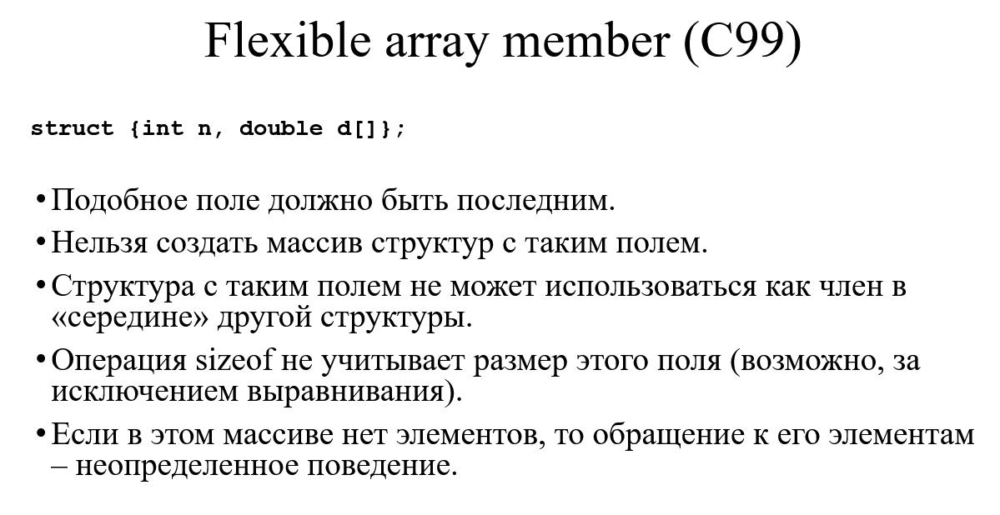 Flexible array member (C99)
struct {int n, double d[]};
•Подобное поле должно быть последним.
•Нельзя создать массив структур с таким полем.
•Структура с таким полем не может использоваться как член в
«середине» другой структуры.
•Операция sizeof не учитывает размер этого поля (возможно, за
исключением выравнивания).
•Если в этом массиве нет элементов, то обращение к его элементам
– неопределенное поведение.